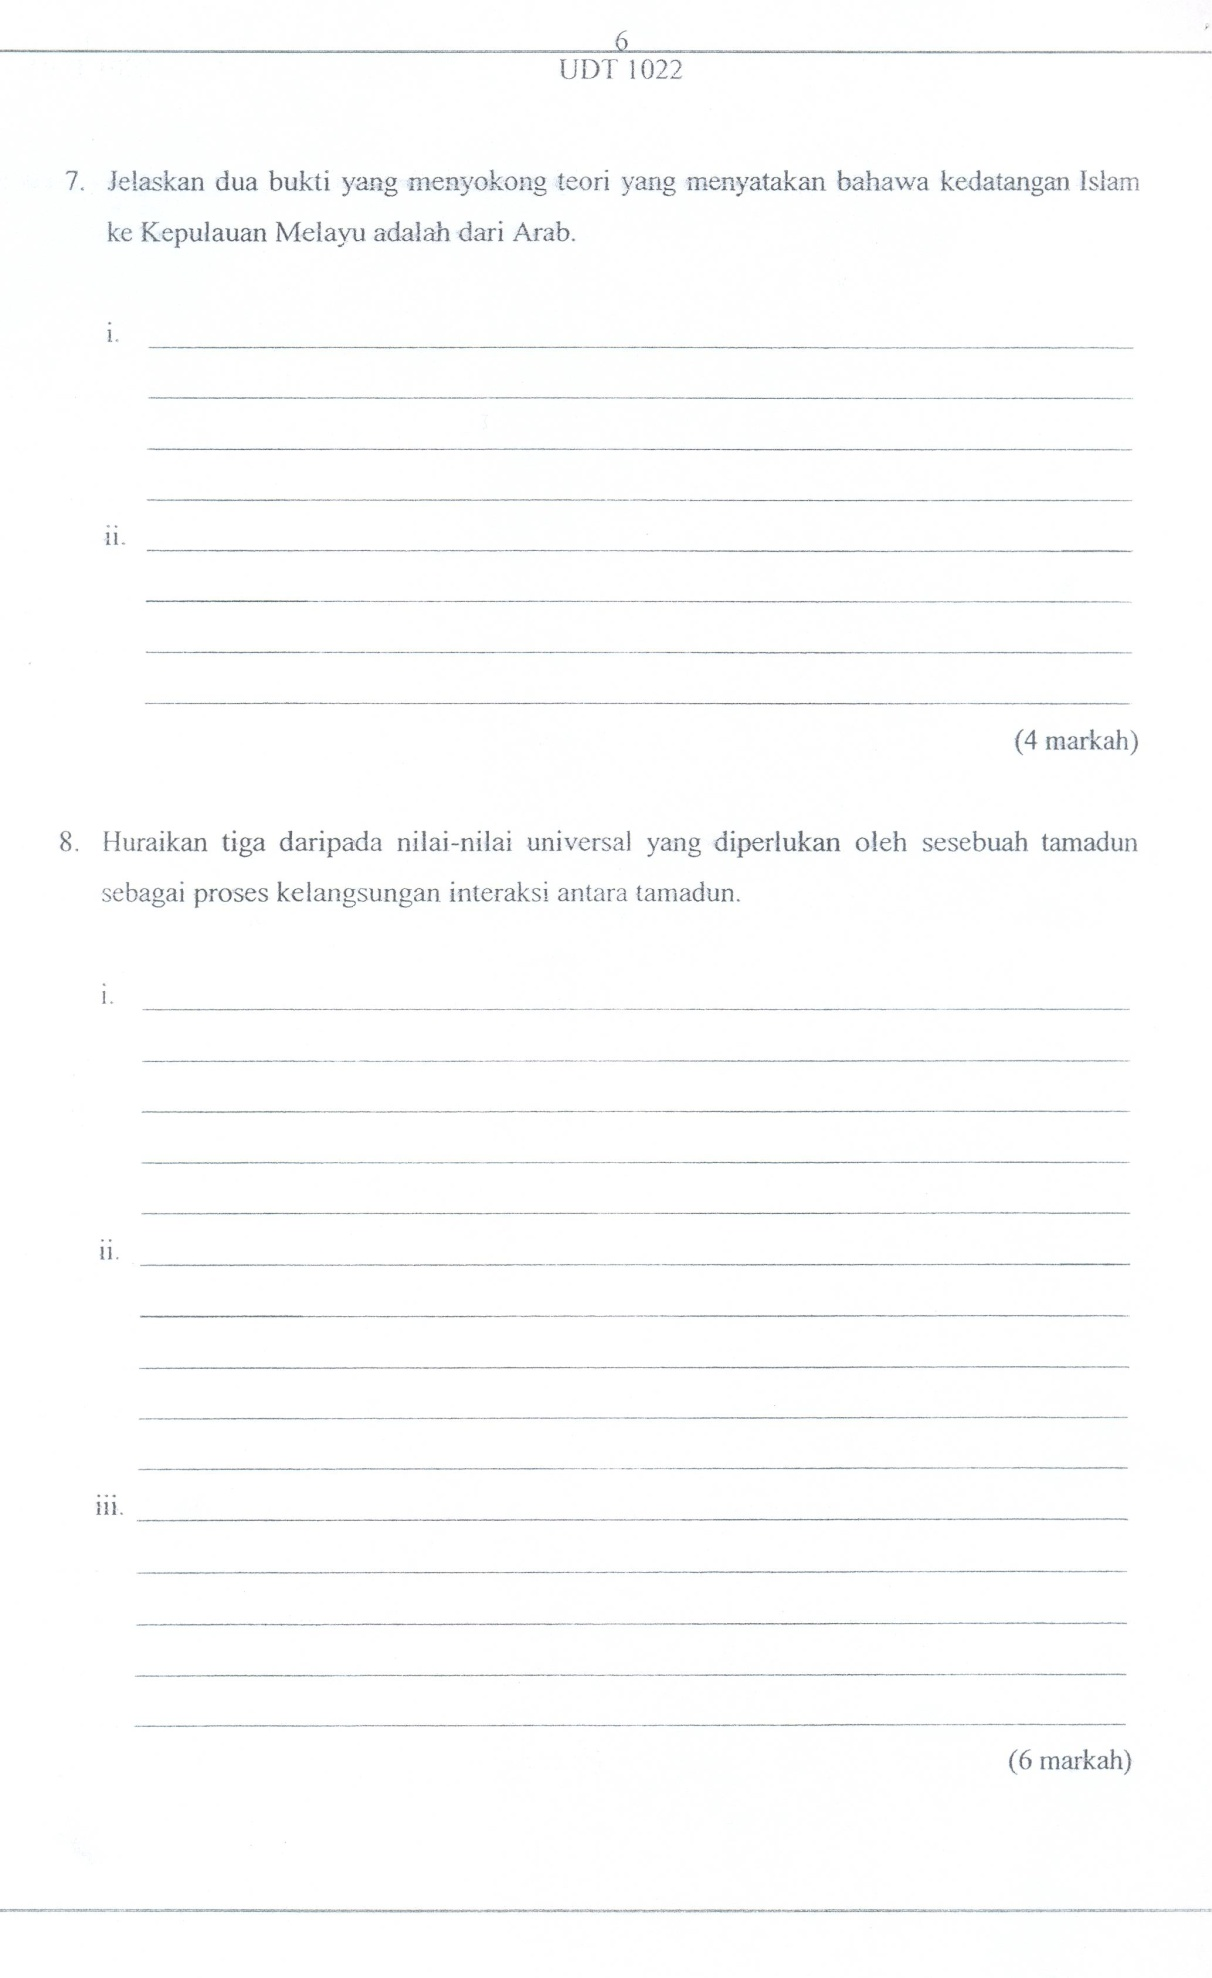 6
UDT 1022
7. Jelaskan dua bukti yang menyokong teori yang menyatakan bahawa kedatangan Islam
ke Kepulauan Melayu adalah dari Arab.
i.
ii.
(4 markah)
8. Huraikan tiga daripada nilai-nilai universal yang diperlukan oleh sesebuah tamadun
sebagai proses kelangsungan interaksi antara tamadun.
i.
ii.
iii.
(6 markah)